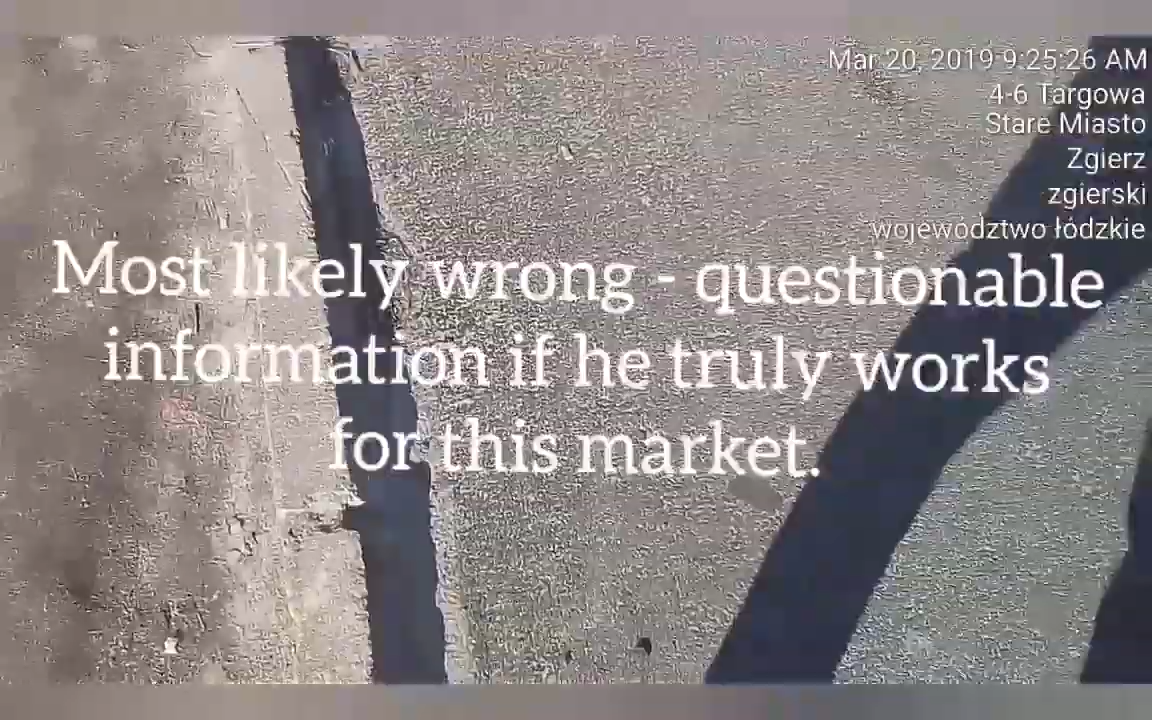 Mar 20, 2019 9:25:26 AM
4-6 Targowa
Stare Miasto
Zgierz
zgierski
województwo łódzkie
Most likely wrong - questionable
information if he truly works
for this market.